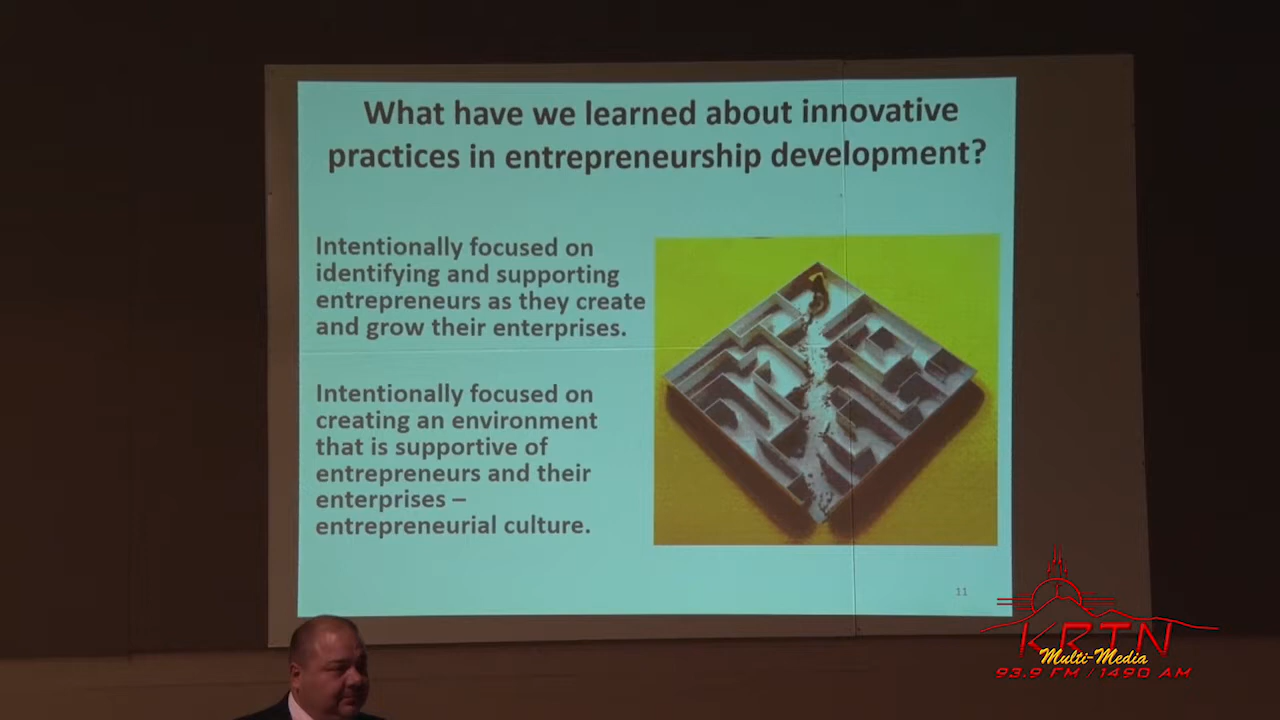 What have we learned about innovative
practices in entrepreneurship development?
Intentionally focused on
identifying and supporting
entrepreneurs as they create
and grow their enterprises.
Intentionally focused on
creating an environment
that is supportive of
entrepreneurs and their
enterprises –
entrepreneurial culture.
11
KRTN
Multi-Media
93.9 FM / 1490 AM